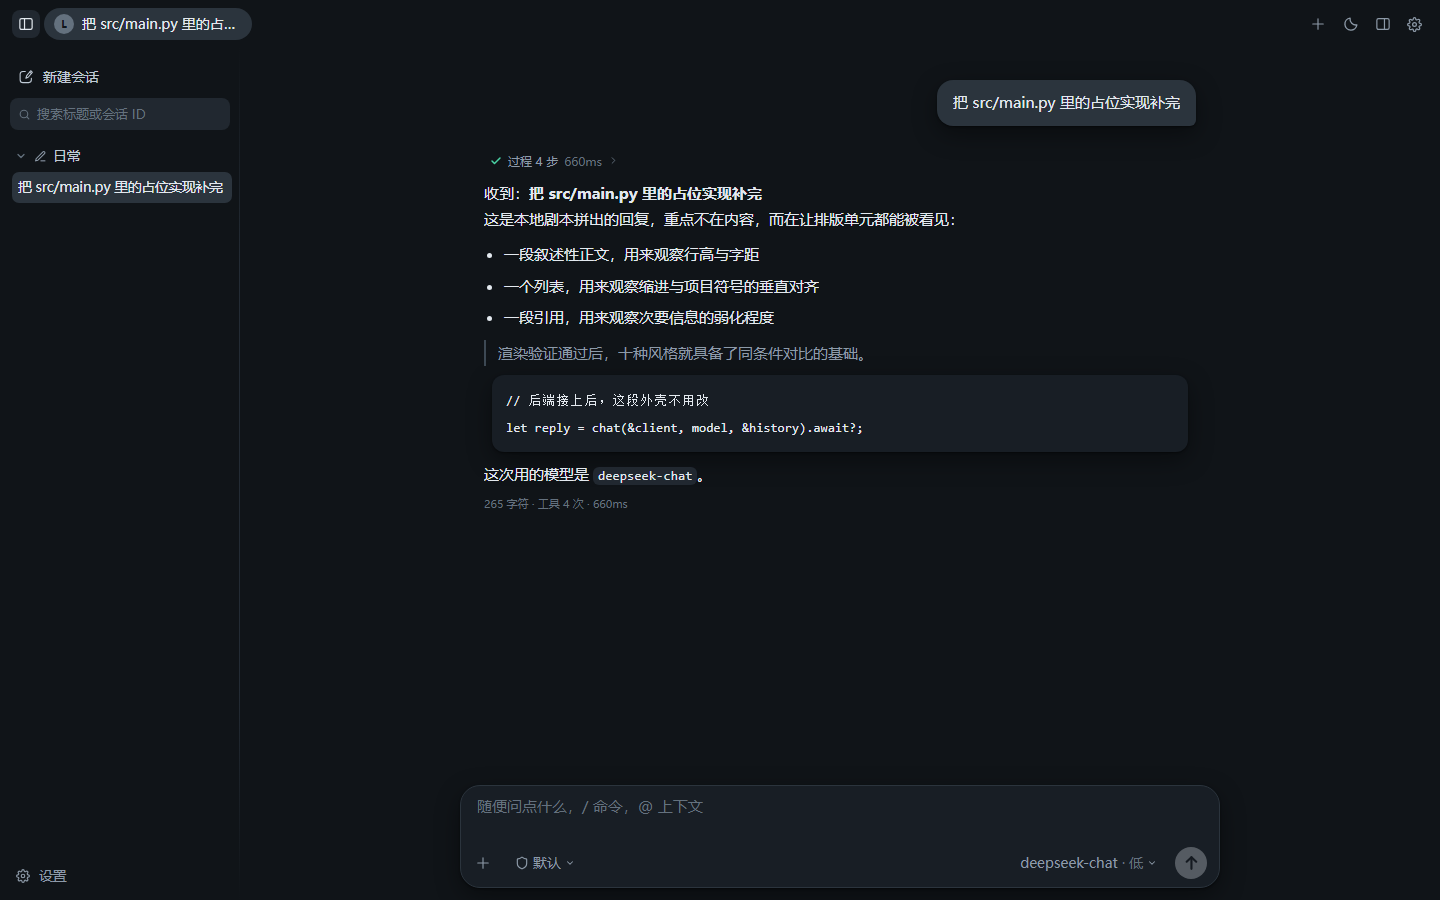 L 把 src/main.py 里的占...
新建会话
搜索标题或会话 ID
日常
把 src/main.py 里的占位实现补完
设置
把 src/main.py 里的占位实现补完
过程 4 步 660ms
收到：把 src/main.py 里的占位实现补完
这是本地剧本拼出的回复，重点不在内容，而在让排版单元都能被看见：
• 一段叙述性正文，用来观察行高与字距
• 一个列表，用来观察缩进与项目符号的垂直对齐
• 一段引用，用来观察次要信息的弱化程度
渲染验证通过后，十种风格就具备了同条件对比的基础。
// 后端接上后，这段外壳不用改
let reply = chat(&client, model, &history).await?;
这次用的模型是 deepseek-chat。
265 字符 · 工具 4 次 · 660ms
随便问点什么，/ 命令，@ 上下文
默认
deepseek-chat · 低